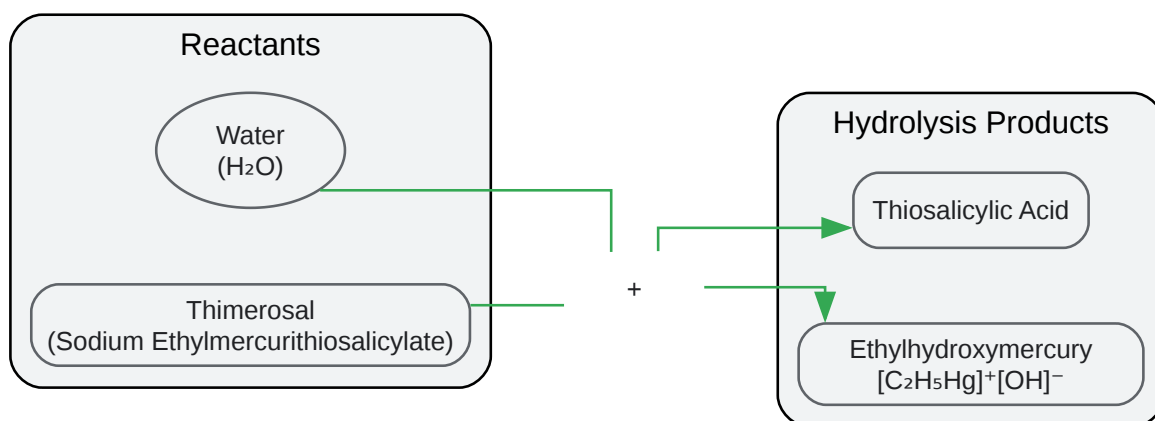 Reactants
Water
(H₂O)
Thimerosal
(Sodium Ethylmercurithiosalicylate)
+
Hydrolysis Products
Thiosalicylic Acid
Ethylhydroxymercury
[C₂H₅Hg]⁺[OH]⁻